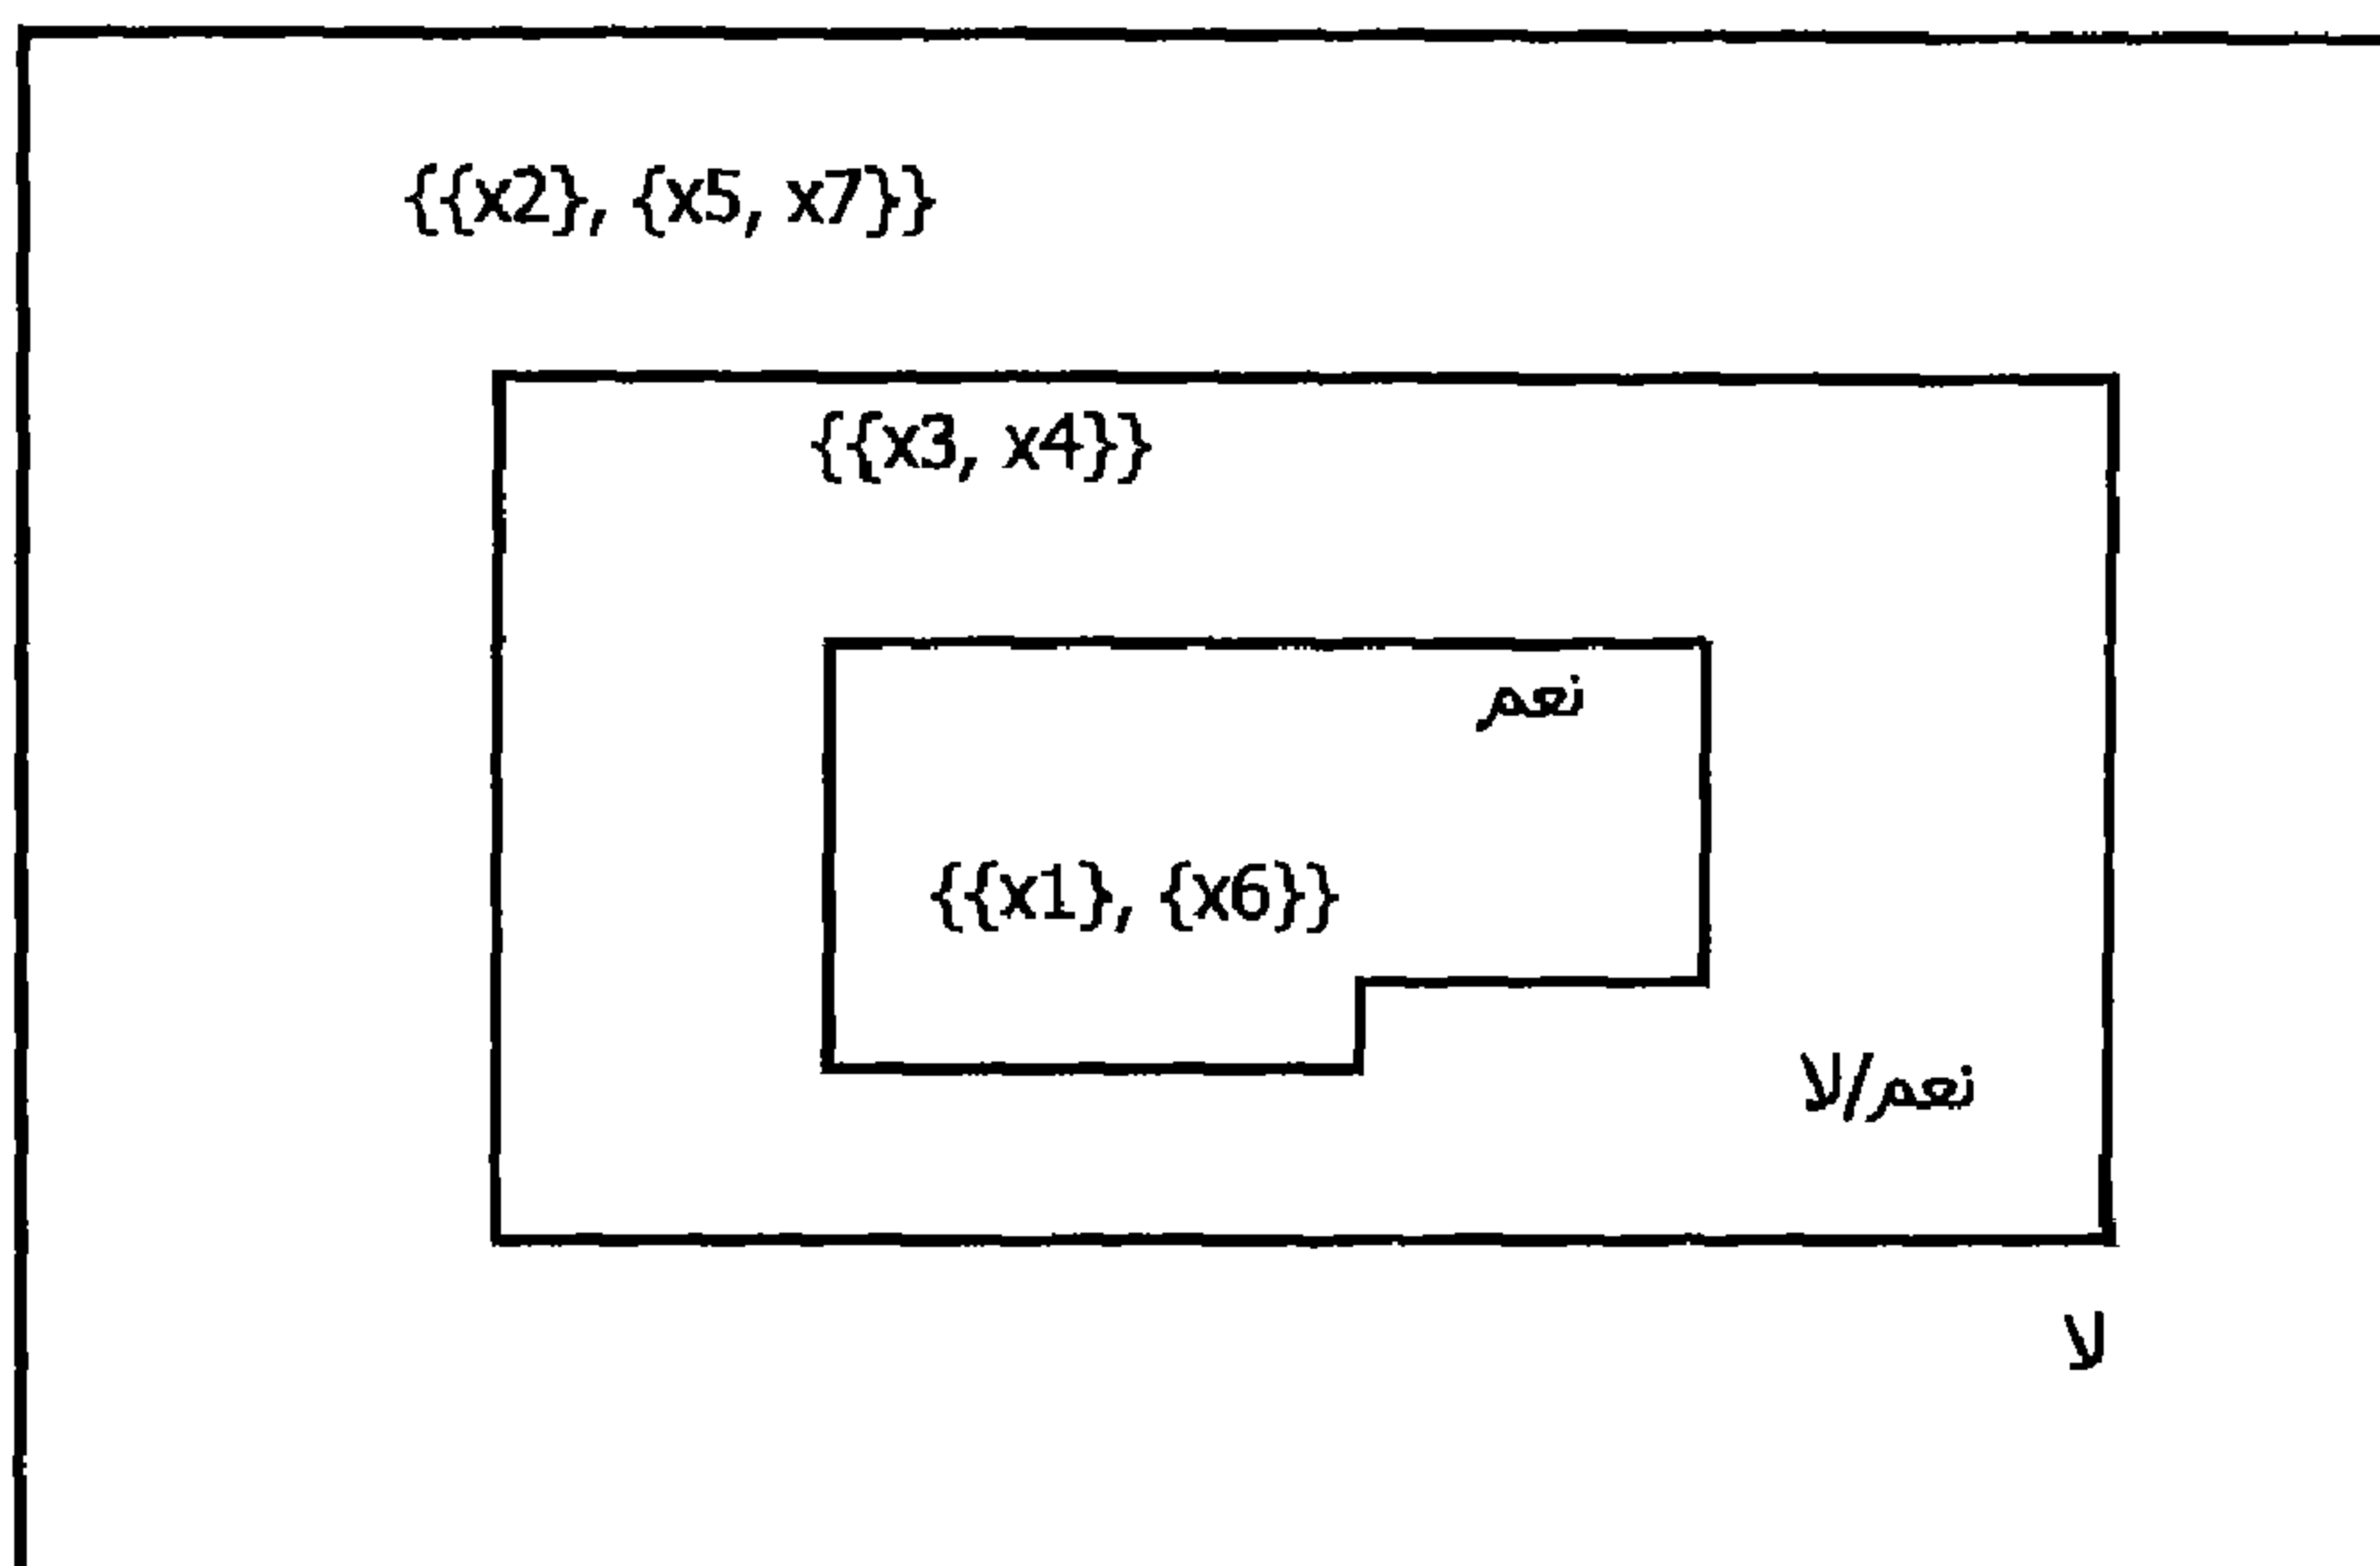 {{x2}, {x5, x7}}
{{x3, x4}}
نعم
{{x1}, {x6}}
نعم/لا
لا